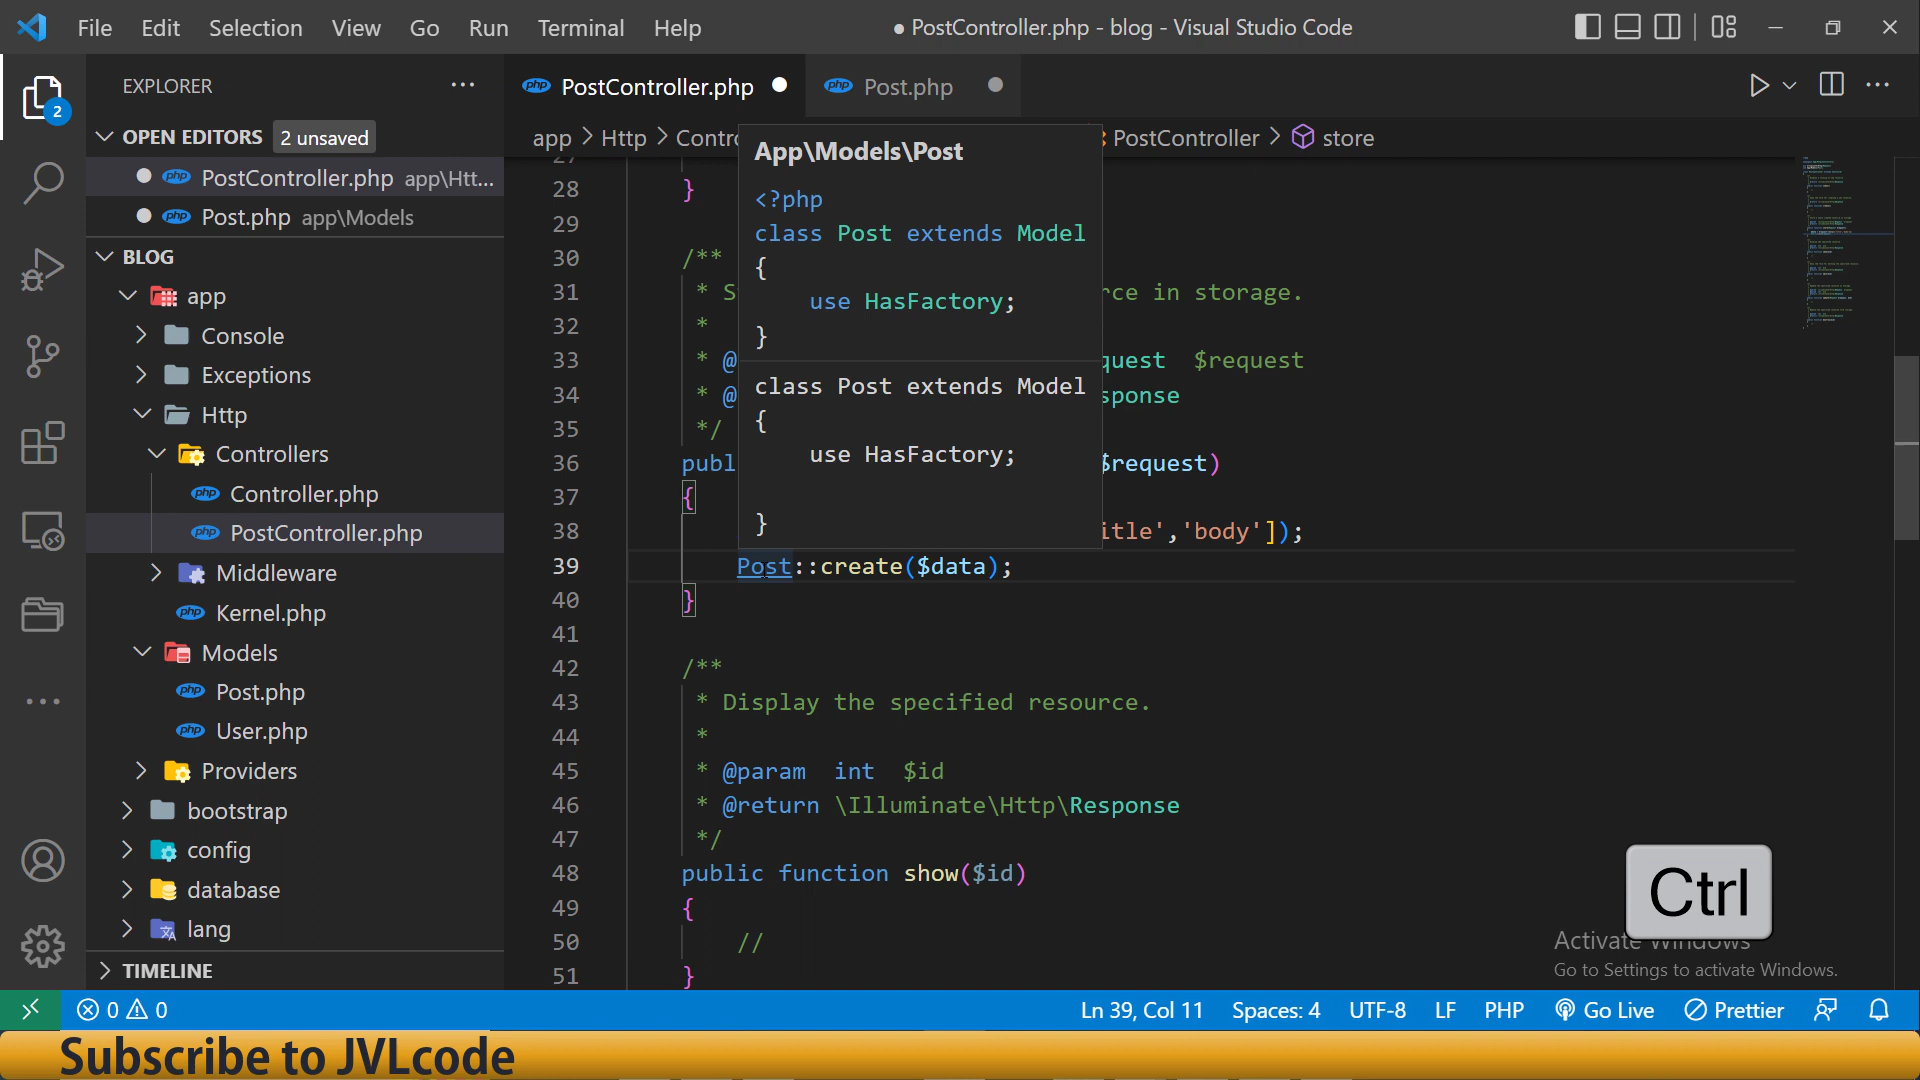 File Edit Selection View Go Run Terminal Help
● PostController.php - blog - Visual Studio Code
EXPLORER
2
OPEN EDITORS 2 unsaved
PostController.php app\Htt...
Post.php app\Models
BLOG
app
Console
Exceptions
Http
Controllers
Controller.php
PostController.php
Middleware
Kernel.php
Models
Post.php
User.php
Providers
bootstrap
config
database
lang
TIMELINE
php PostController.php
php Post.php
app > Http > Contro
PostController > store
App\Models\Post
<?php
class Post extends Model
{
use HasFactory;
}
class Post extends Model
{
use HasFactory;
}
27
28 }
29
30 /**
31 * S rce in storage.
32 *
33 * @ quest $request
34 * @ sponse
35 */
36 publ $request)
37 {
38 itle','body']);
39 Post::create($data);
40 }
41
42 /**
43 * Display the specified resource.
44 *
45 * @param int $id
46 * @return \Illuminate\Http\Response
47 */
48 public function show($id)
49 {
50 //
51 }
Ctrl
Activate Windows
Go to Settings to activate Windows.
0 0
Ln 39, Col 11 Spaces: 4 UTF-8 LF PHP Go Live Prettier
Subscribe to JVLcode